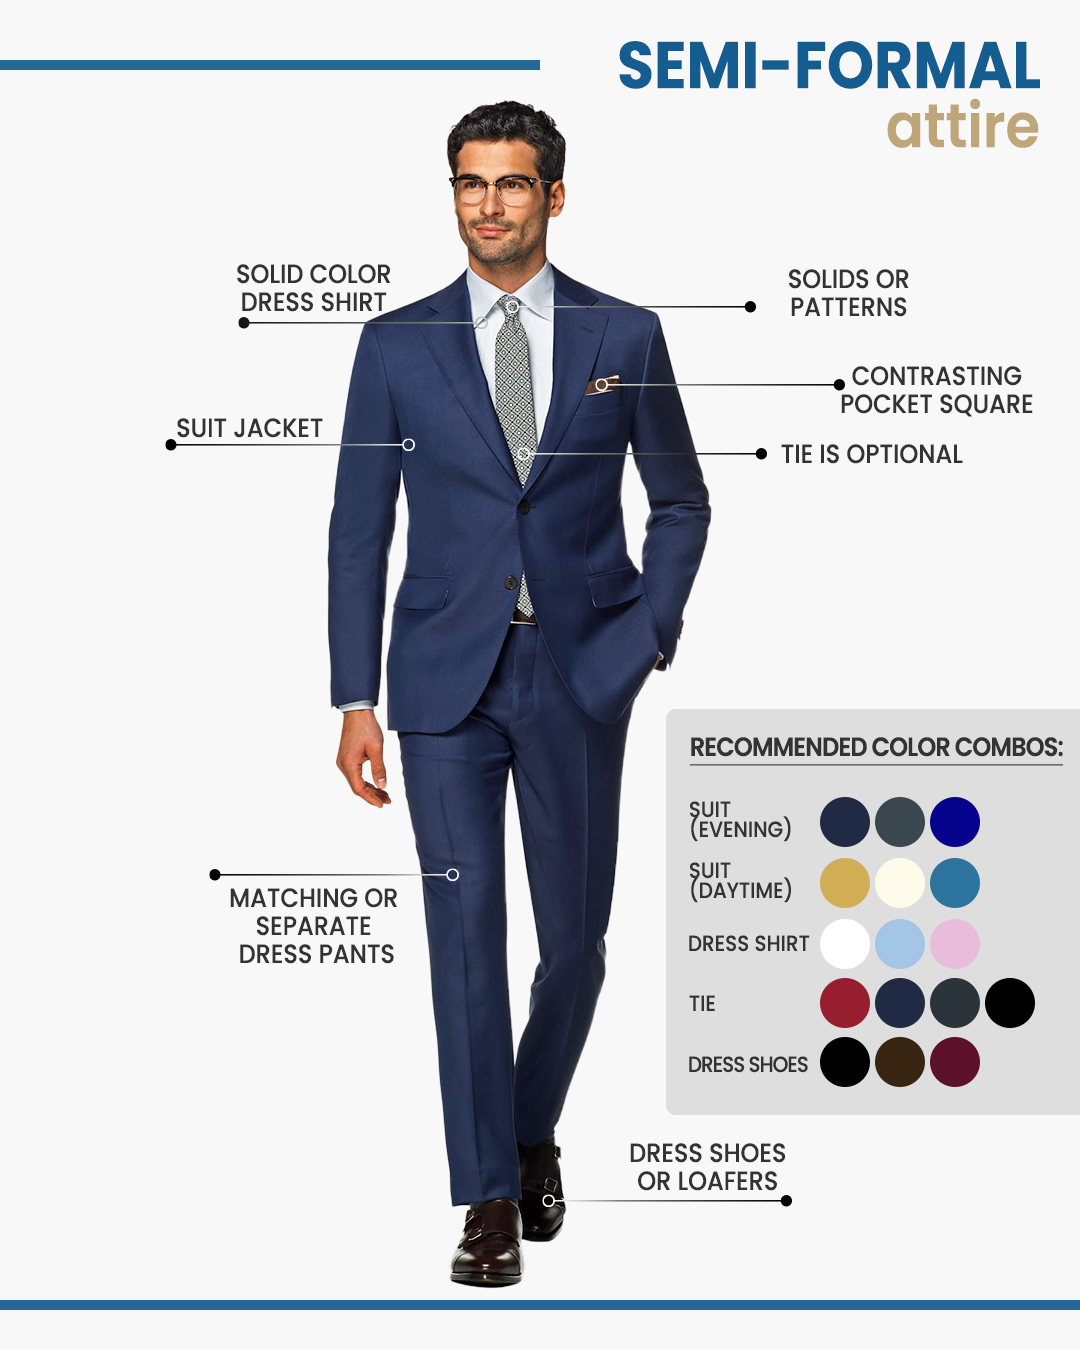 SEMI-FORMAL
attire
SOLID COLOR
DRESS SHIRT
SOLIDS OR
PATTERNS
CONTRASTING
POCKET SQUARE
SUIT JACKET
TIE IS OPTIONAL
RECOMMENDED COLOR COMBOS:
SUIT
(EVENING)
SUIT
(DAYTIME)
DRESS SHIRT
TIE
DRESS SHOES
MATCHING OR
SEPARATE
DRESS PANTS
DRESS SHOES
OR LOAFERS